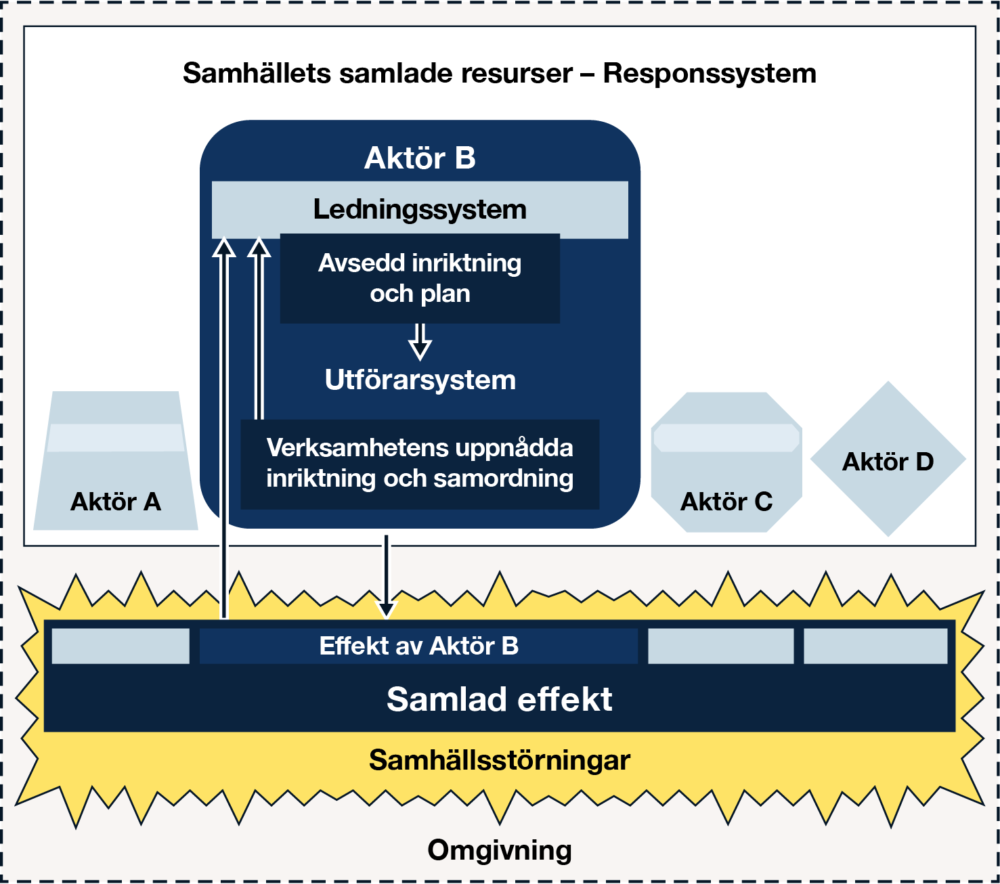 Samhällets samlade resurser – Responssystem
Aktör B
Ledningssystem
Avsedd inriktning
och plan
Utförarsystem
Verksamhetens uppnådda
inriktning och samordning
Aktör A
Aktör C
Aktör D
Effekt av Aktör B
Samlad effekt
Samhällsstörningar
Omgivning